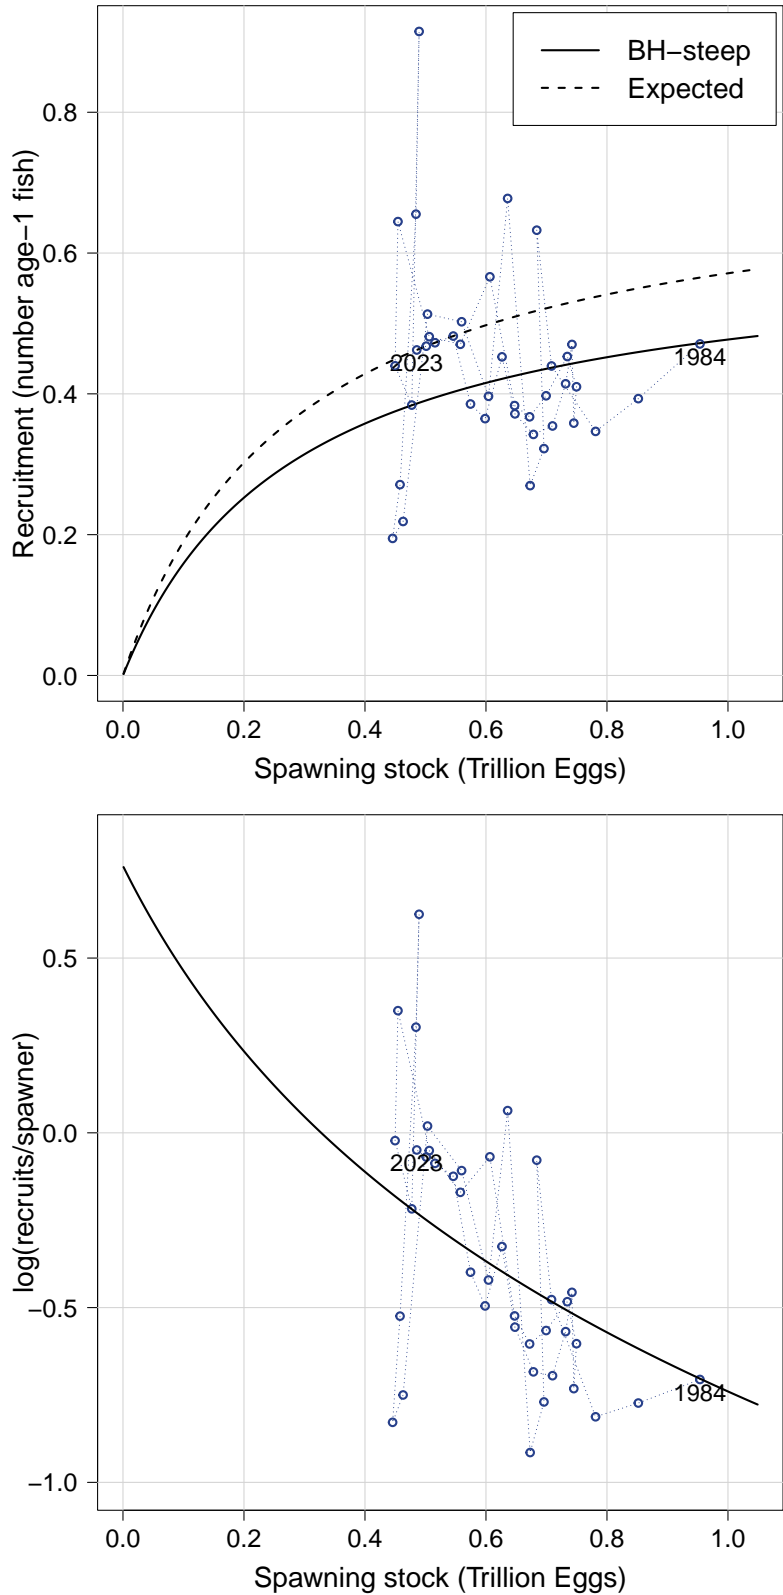 BH−steep
Expected
Recruitment (number age−1 fish)
0.8
0.6
0.4
0.2
0.0
2023
1984
0.0 0.2 0.4 0.6 0.8 1.0
Spawning stock (Trillion Eggs)
log(recruits/spawner)
0.5
0.0
−0.5
−1.0
2023
1984
0.0 0.2 0.4 0.6 0.8 1.0
Spawning stock (Trillion Eggs)